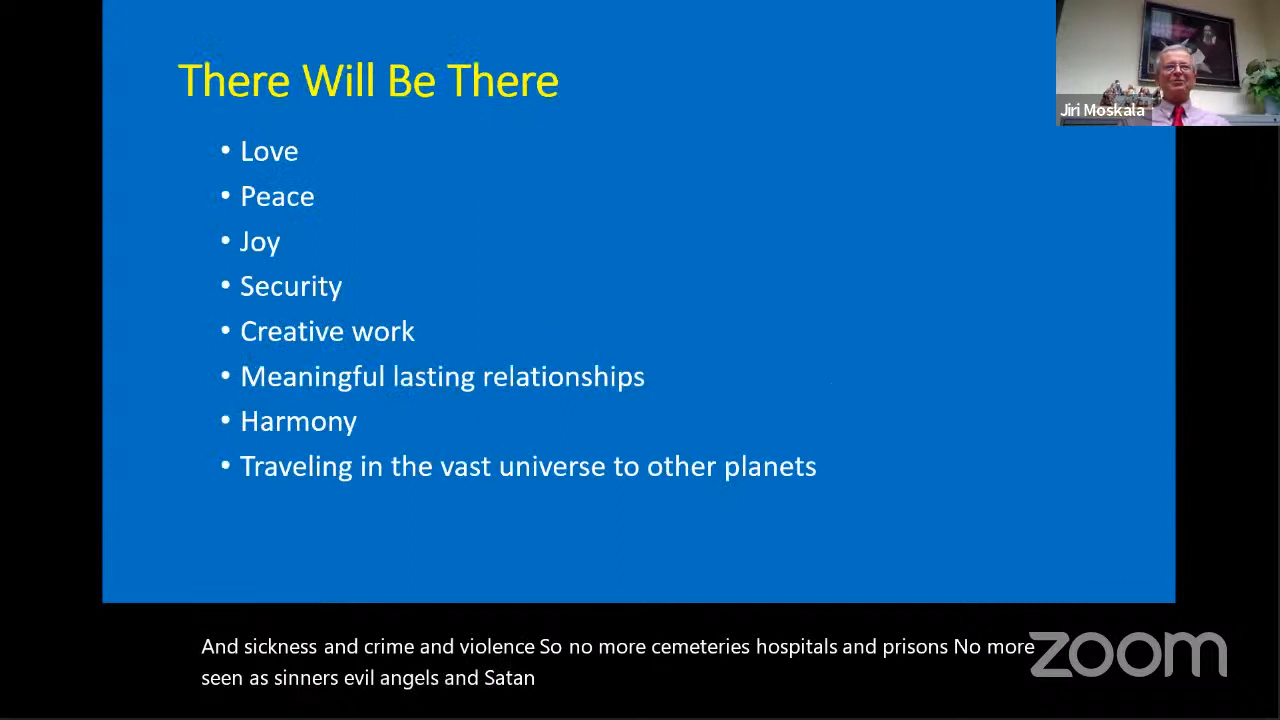 There Will Be There
• Love
• Peace
• Joy
• Security
• Creative work
• Meaningful lasting relationships
• Harmony
• Traveling in the vast universe to other planets
Jiri Moskala
And sickness and crime and violence So no more cemeteries hospitals and prisons No more
seen as sinners evil angels and Satan
zoom